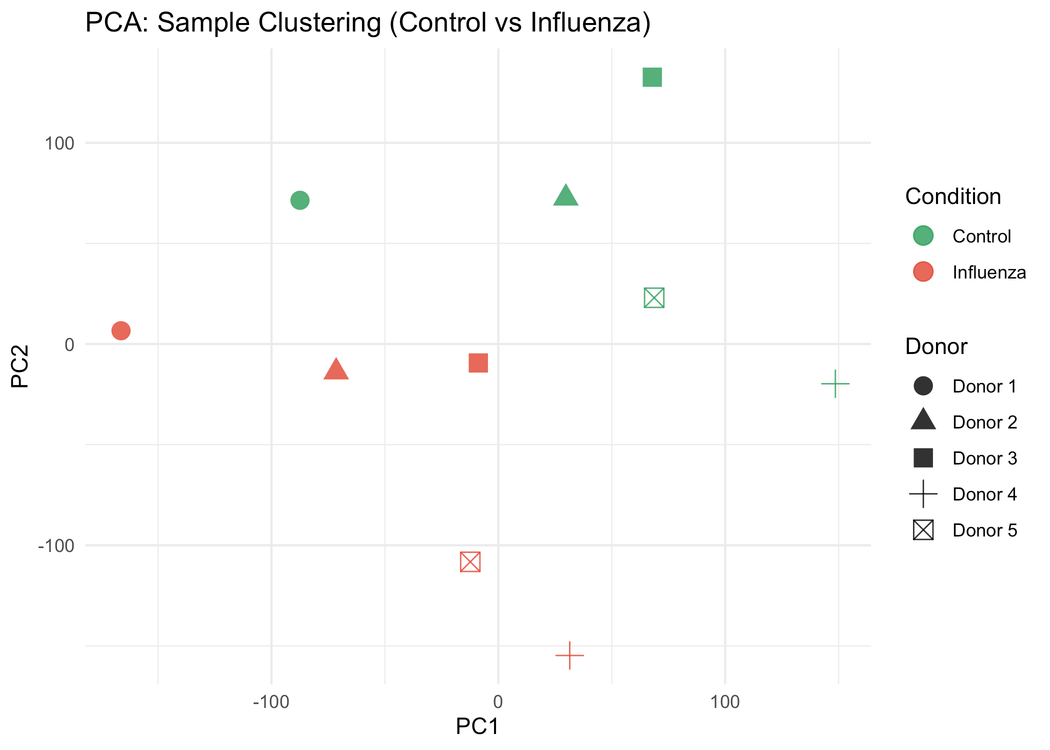 PCA: Sample Clustering (Control vs Influenza)
100
0
-100
PC2
-100
0
100
PC1
Condition
Control
Influenza
Donor
Donor 1
Donor 2
Donor 3
Donor 4
Donor 5